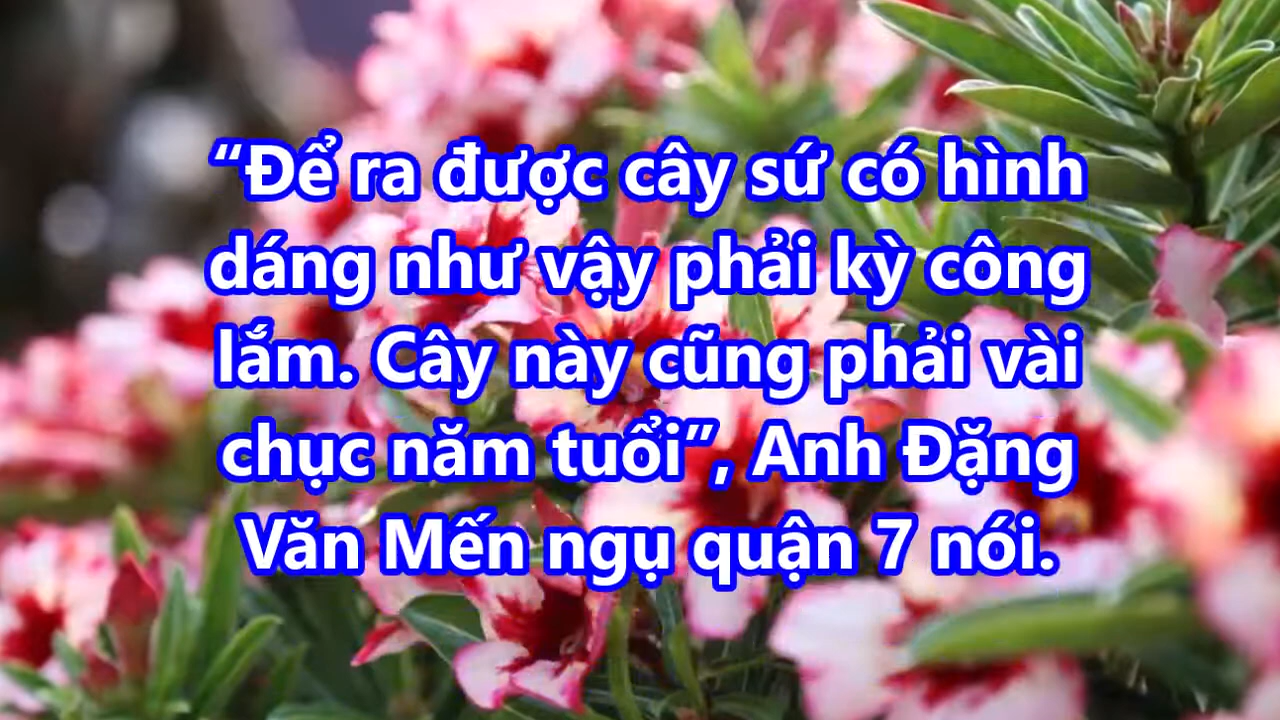 “Để ra được cây sứ có hình
dáng như vậy phải kỳ công
lắm. Cây này cũng phải vài
chục năm tuổi”, Anh Đặng
Văn Mến ngụ quận 7 nói.